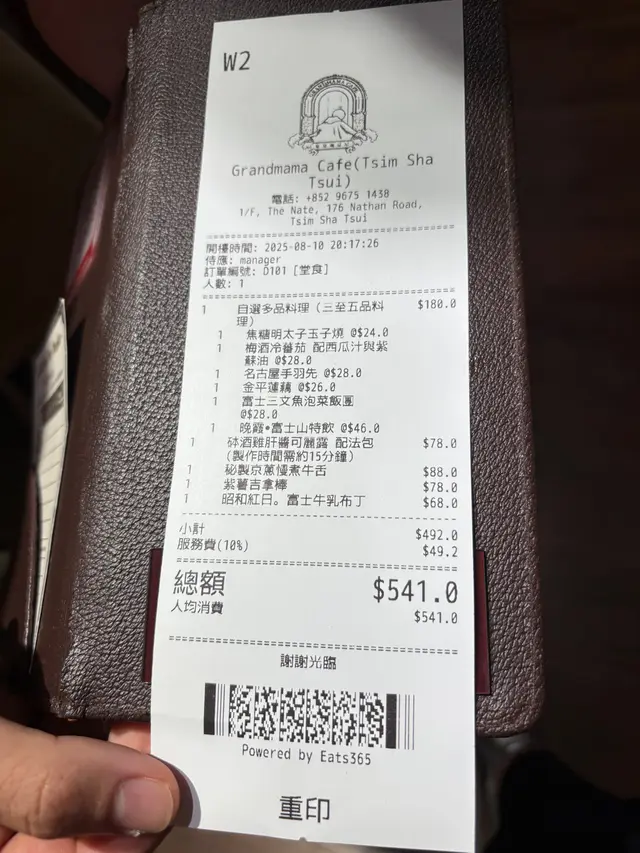 W2
GRANDMAMA CAFE
Grandmama Cafe(Tsim Sha
Tsui)
電話: +852 9675 1438
1/F, The Nate, 176 Nathan Road,
Tsim Sha Tsui
開檯時間: 2025-08-10 20:17:26
侍應: manager
訂單編號: D101 [堂食]
人數: 1
1 自選多品料理 (三至五品料 $180.0
理)
1 焦糖明太子玉子燒 @$24.0
1 梅酒冷蕃茄 配西瓜汁與紫
蘇油 @$28.0
1 名古屋手羽先 @$28.0
1 金平蓮藕 @$26.0
1 富士三文魚泡菜飯團
@$28.0
1 晚霞•富士山特飲 @$46.0
1 砵酒雞肝醬可麗露 配法包 $78.0
(製作時間需約15分鐘)
1 秘製京蔥慢煮牛舌 $88.0
1 紫薯吉拿棒 $78.0
1 昭和紅日。富士牛乳布丁 $68.0
小計 $492.0
服務費(10%) $49.2
總額 $541.0
人均消費 $541.0
謝謝光臨
Powered by Eats365
重印